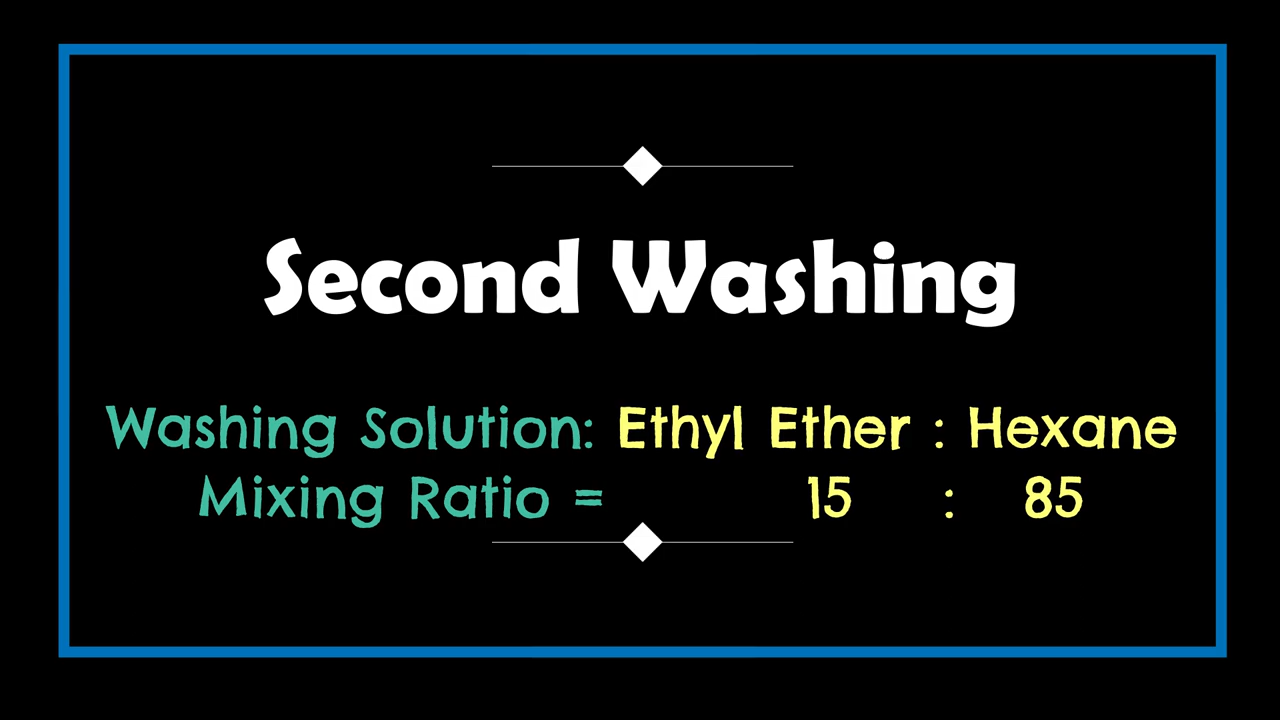 Second Washing
Washing Solution: Ethyl Ether : Hexane
Mixing Ratio = 15 : 85